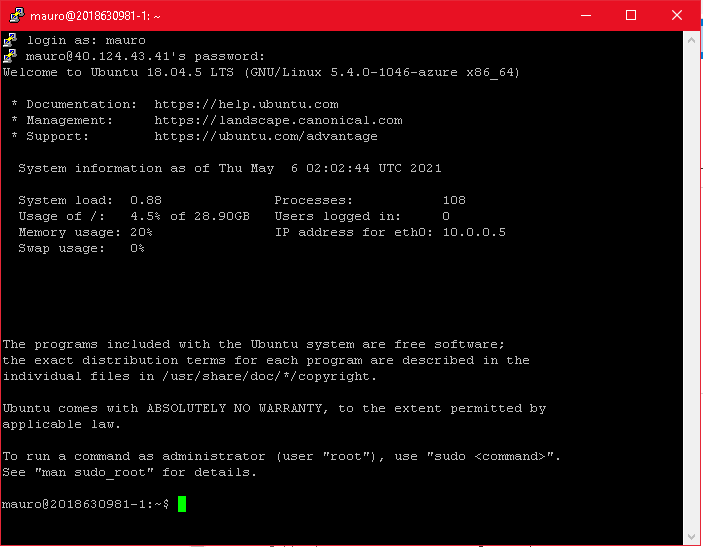 mauro@2018630981-1: ~
login as: mauro
mauro@40.124.43.41's password:
Welcome to Ubuntu 18.04.5 LTS (GNU/Linux 5.4.0-1046-azure x86_64)
* Documentation:  https://help.ubuntu.com
* Management:     https://landscape.canonical.com
* Support:        https://ubuntu.com/advantage
System information as of Thu May  6 02:02:44 UTC 2021
System load:  0.88              Processes:           108
Usage of /:   4.5% of 28.90GB   Users logged in:     0
Memory usage: 20%               IP address for eth0: 10.0.0.5
Swap usage:   0%
The programs included with the Ubuntu system are free software;
the exact distribution terms for each program are described in the
individual files in /usr/share/doc/*/copyright.
Ubuntu comes with ABSOLUTELY NO WARRANTY, to the extent permitted by
applicable law.
To run a command as administrator (user "root"), use "sudo <command>".
See "man sudo_root" for details.
mauro@2018630981-1:~$